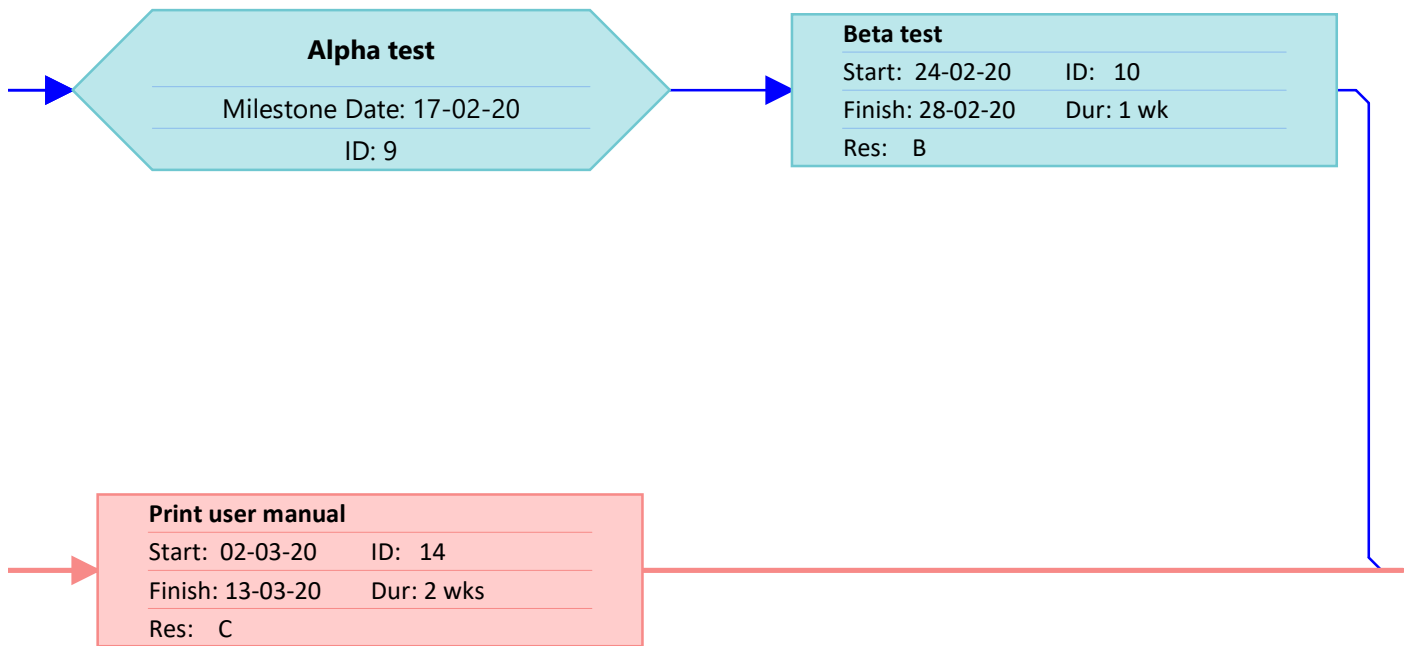 Alpha test
Milestone Date: 17-02-20
ID: 9
Beta test
Start: 24-02-20 ID: 10
Finish: 28-02-20 Dur: 1 wk
Res: B
Print user manual
Start: 02-03-20 ID: 14
Finish: 13-03-20 Dur: 2 wks
Res: C